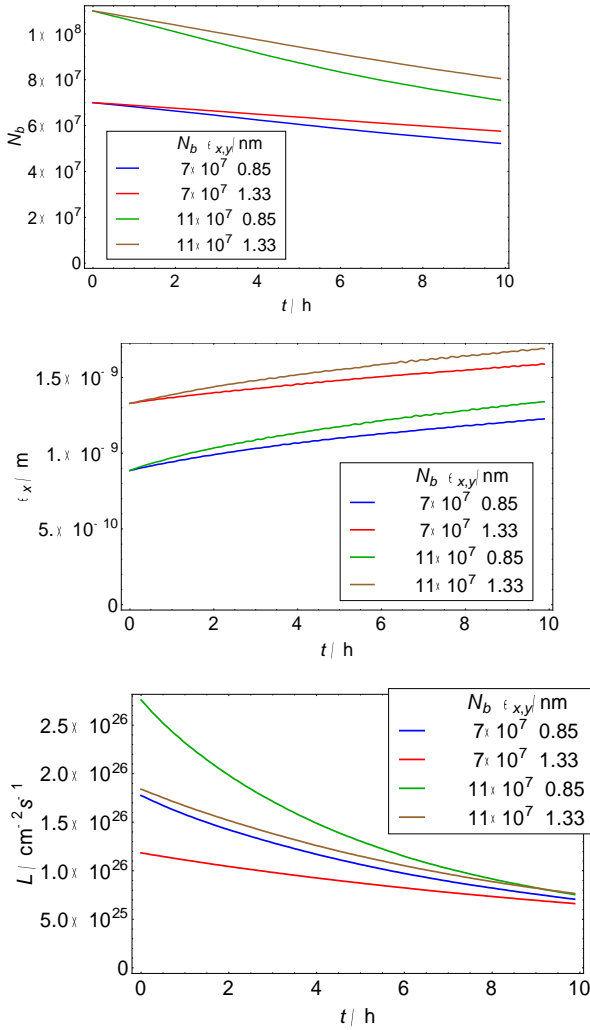 1× 10^8
8× 10^7
6× 10^7
4× 10^7
2× 10^7
0
N_b
N_b ϵ_x,y/nm
7× 10^7 0.85
7× 10^7 1.33
11× 10^7 0.85
11× 10^7 1.33
0 2 4 6 8 10
t/ h
1.5× 10^-9
1.× 10^-9
5.× 10^-10
0
ϵ_x/ m
N_b ϵ_x,y/nm
7× 10^7 0.85
7× 10^7 1.33
11× 10^7 0.85
11× 10^7 1.33
0 2 4 6 8 10
t/ h
2.5× 10^26
2.0× 10^26
1.5× 10^26
1.0× 10^26
5.0× 10^25
0
L/ cm^-2s^-1
N_b ϵ_x,y/nm
7× 10^7 0.85
7× 10^7 1.33
11× 10^7 0.85
11× 10^7 1.33
0 2 4 6 8 10
t/ h